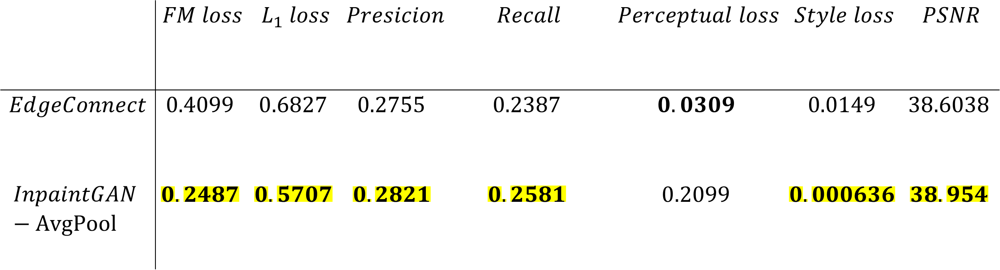 FM loss L₁ loss Presicion Recall Perceptual loss Style loss PSNR
EdgeConnect 0.4099 0.6827 0.2755 0.2387 0.0309 0.0149 38.6038
InpaintGAN 0.2487 0.5707 0.2821 0.2581 0.2099 0.000636 38.954
— AvgPool